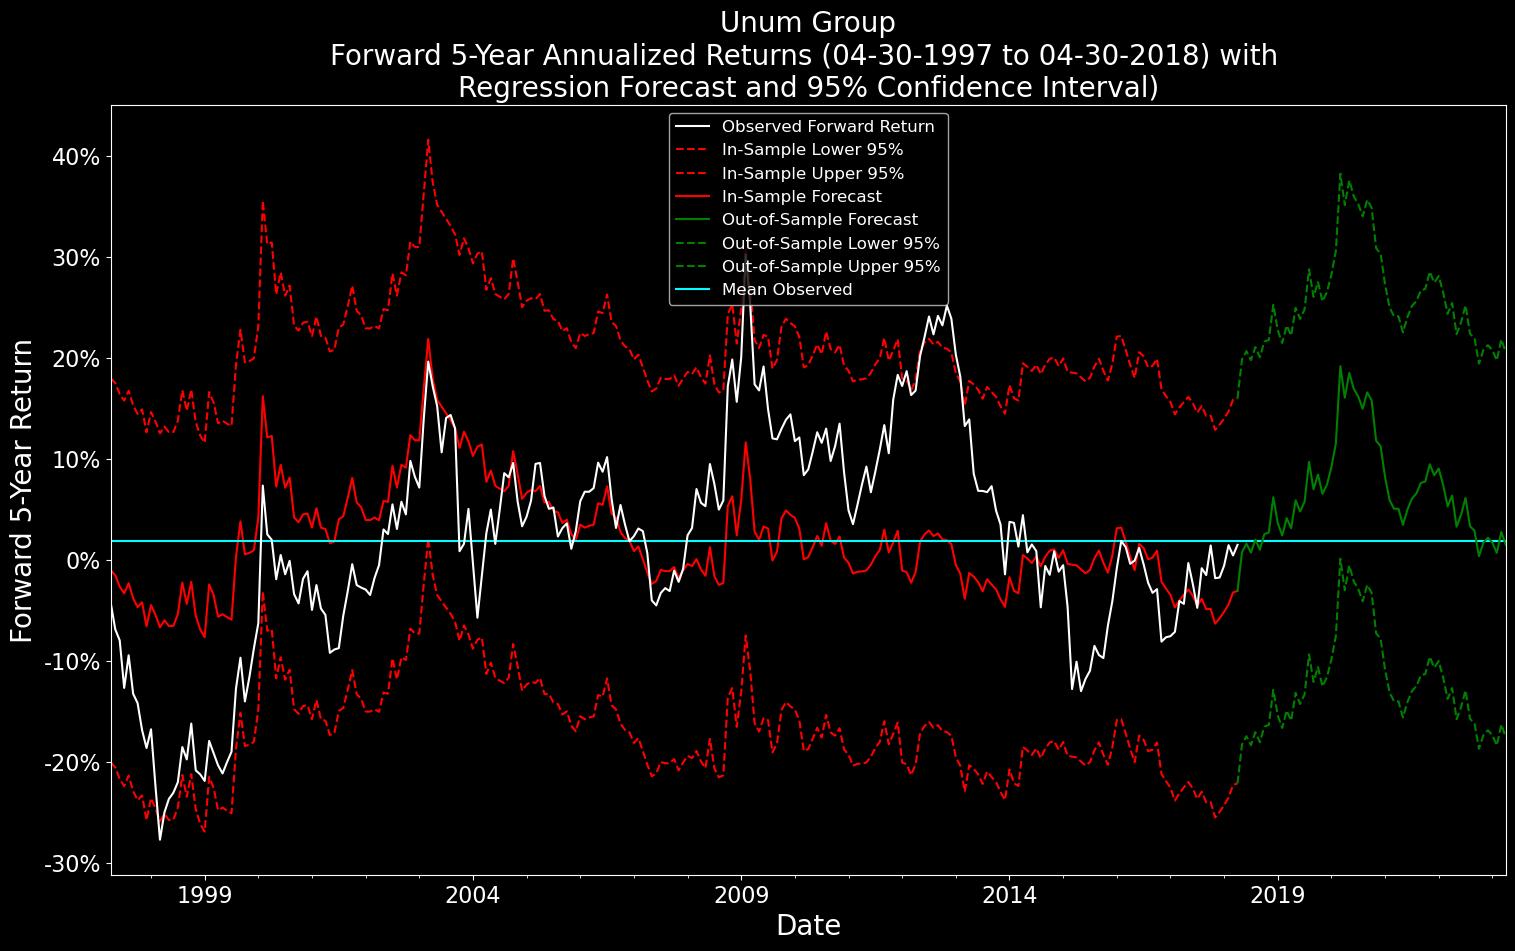 Unum Group
Forward 5-Year Annualized Returns (04-30-1997 to 04-30-2018) with
Regression Forecast and 95% Confidence Interval)
Observed Forward Return
In-Sample Lower 95%
In-Sample Upper 95%
In-Sample Forecast
Out-of-Sample Forecast
Out-of-Sample Lower 95%
Out-of-Sample Upper 95%
Mean Observed
Forward 5-Year Return
40%
30%
20%
10%
0%
-10%
-20%
-30%
1999
2004
2009
2014
2019
Date